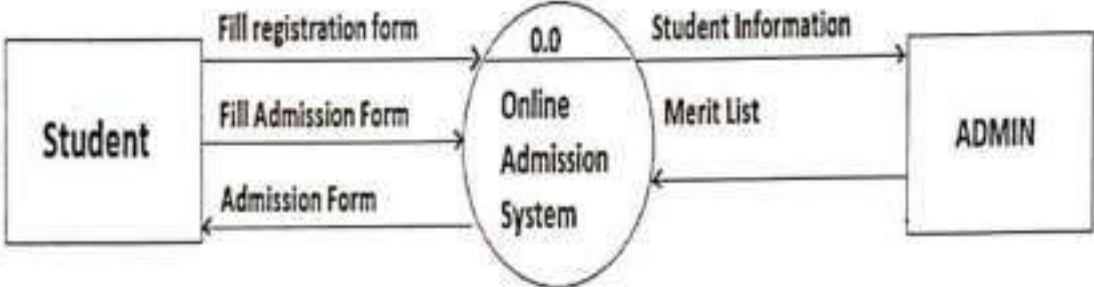 Fill registration form
0.0
Student Information
Student
Fill Admission Form
Online
Admission
System
Merit List
ADMIN
Admission Form